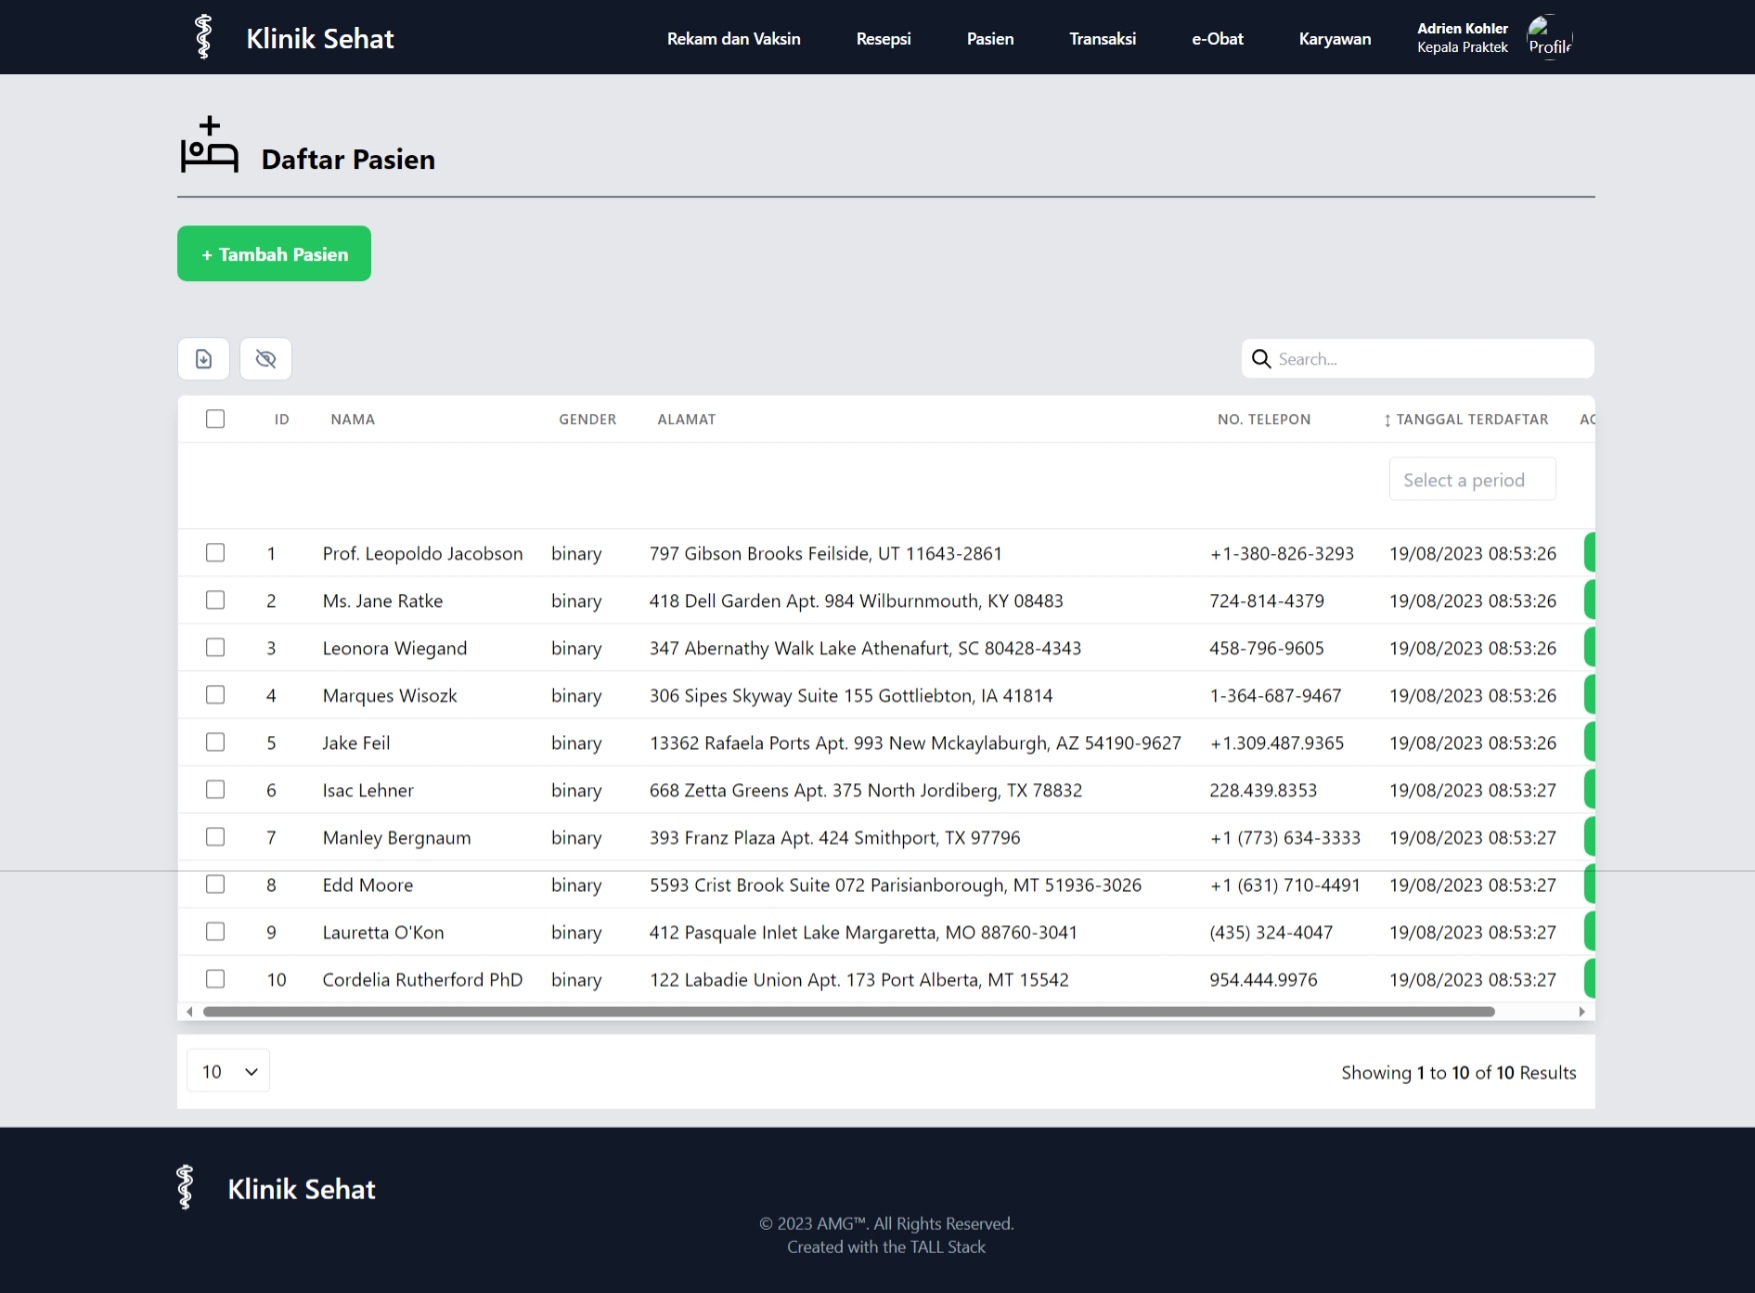 Klinik Sehat
Rekam dan Vaksin Resepsi Pasien Transaksi e-Obat Karyawan
Adrien Kohler
Kepala Praktek
Daftar Pasien
+ Tambah Pasien
Search...
ID NAMA GENDER ALAMAT NO. TELEPON ↕ TANGGAL TERDAFTAR
Select a period
1 Prof. Leopoldo Jacobson binary 797 Gibson Brooks Feilside, UT 11643-2861 +1-380-826-3293 19/08/2023 08:53:26
2 Ms. Jane Ratke binary 418 Dell Garden Apt. 984 Wilburnmouth, KY 08483 724-814-4379 19/08/2023 08:53:26
3 Leonora Wiegand binary 347 Abernathy Walk Lake Athenafurt, SC 80428-4343 458-796-9605 19/08/2023 08:53:26
4 Marques Wisozk binary 306 Sipes Skyway Suite 155 Gottliebton, IA 41814 1-364-687-9467 19/08/2023 08:53:26
5 Jake Feil binary 13362 Rafaela Ports Apt. 993 New Mckaylaburgh, AZ 54190-9627 +1.309.487.9365 19/08/2023 08:53:26
6 Isac Lehner binary 668 Zetta Greens Apt. 375 North Jordiberg, TX 78832 228.439.8353 19/08/2023 08:53:27
7 Manley Bergnaum binary 393 Franz Plaza Apt. 424 Smithport, TX 97796 +1 (773) 634-3333 19/08/2023 08:53:27
8 Edd Moore binary 5593 Crist Brook Suite 072 Parisianborough, MT 51936-3026 +1 (631) 710-4491 19/08/2023 08:53:27
9 Lauretta O'Kon binary 412 Pasquale Inlet Lake Margaretta, MO 88760-3041 (435) 324-4047 19/08/2023 08:53:27
10 Cordelia Rutherford PhD binary 122 Labadie Union Apt. 173 Port Alberta, MT 15542 954.444.9976 19/08/2023 08:53:27
10
Showing 1 to 10 of 10 Results
Klinik Sehat
© 2023 AMG™. All Rights Reserved.
Created with the TALL Stack